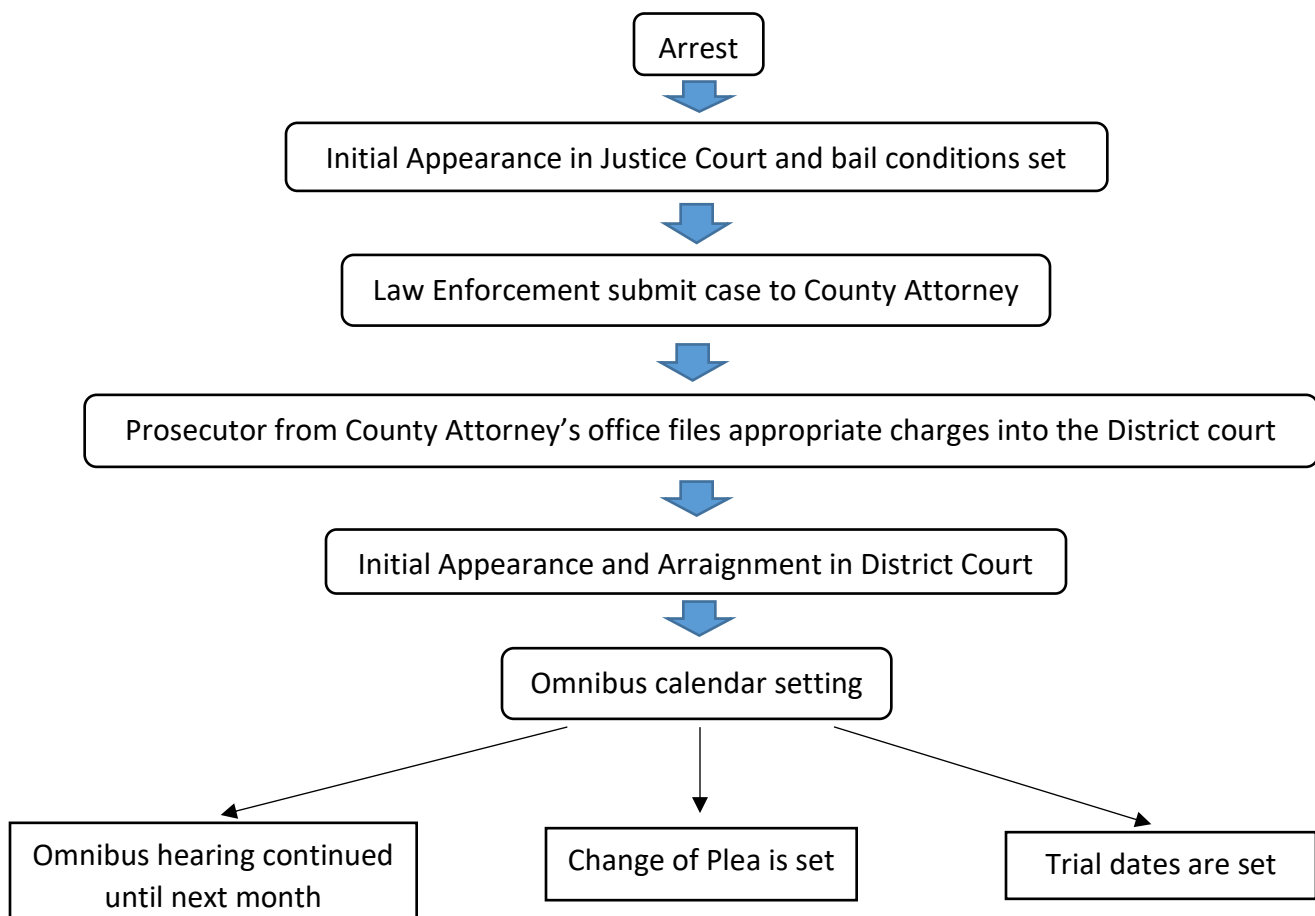 Arrest
Initial Appearance in Justice Court and bail conditions set
Law Enforcement submit case to County Attorney
Prosecutor from County Attorney’s office files appropriate charges into the District court
Initial Appearance and Arraignment in District Court
Omnibus calendar setting
Omnibus hearing continued
until next month
Change of Plea is set
Trial dates are set